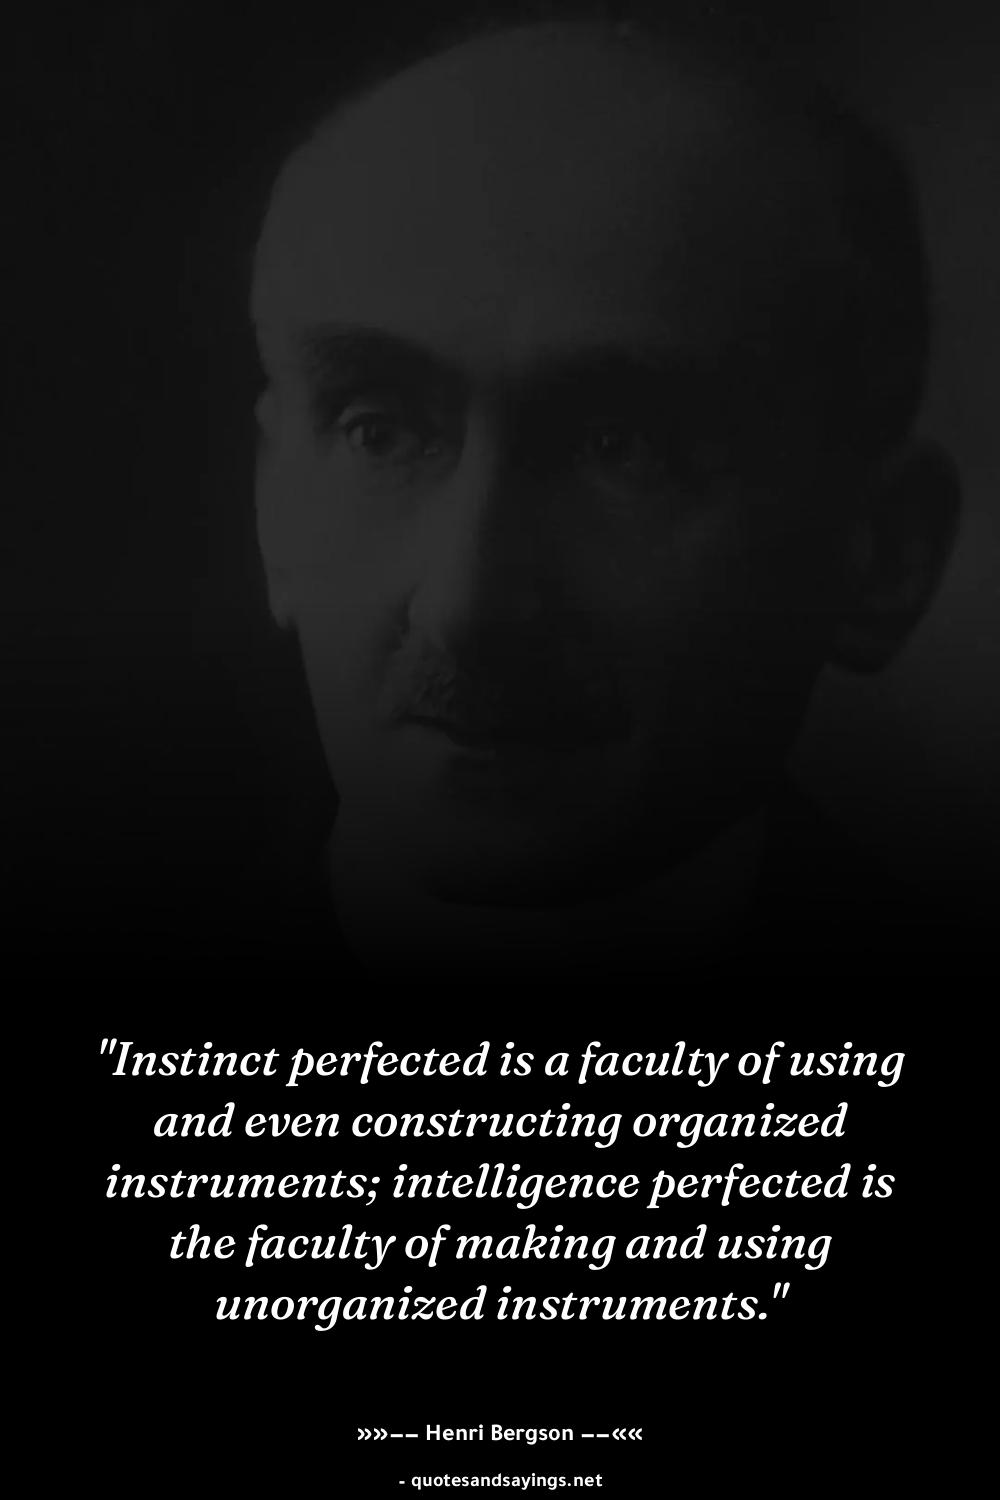 "Instinct perfected is a faculty of using
and even constructing organized
instruments; intelligence perfected is
the faculty of making and using
unorganized instruments."
»»–– Henri Bergson ––««
- quotesandsayings.net